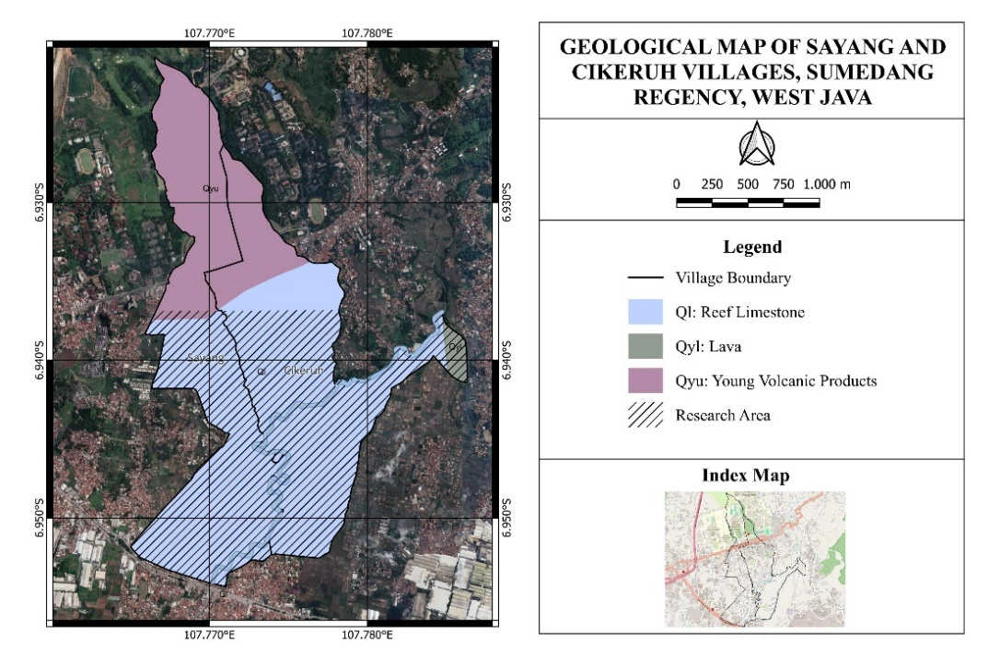 107.770°E
107.780°E
6.930°S
6.930°S
6.940°S
6.940°S
6.950°S
6.950°S
Qyu
Sayang
Ql
Cikeruh
Qyl
107.770°E
107.780°E
GEOLOGICAL MAP OF SAYANG AND
CIKERUH VILLAGES, SUMEDANG
REGENCY, WEST JAVA
0 250 500 750 1.000 m
Legend
Village Boundary
Ql: Reef Limestone
Qyl: Lava
Qyu: Young Volcanic Products
Research Area
Index Map